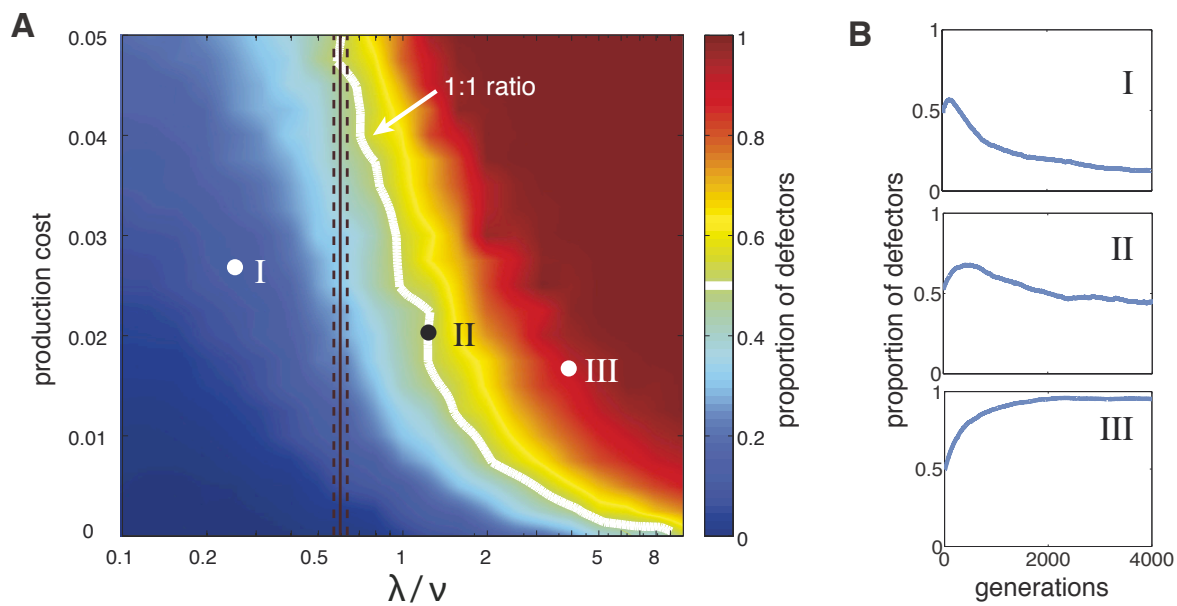 A
production cost
0.05
0.04
0.03
0.02
0.01
0
0.1
0.2
0.5
1
2
5
8
λ/ν
1:1 ratio
I
II
III
1
0.8
0.6
0.4
0.2
0
proportion of defectors
B
proportion of defectors
1
0.5
0
I
1
0.5
0
II
1
0.5
0
III
0
2000
4000
generations